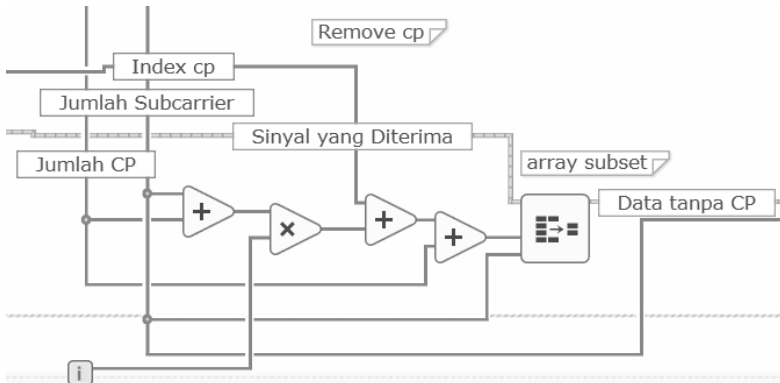 Remove cp
Index cp
Jumlah Subcarrier
Sinyal yang Diterima
Jumlah CP
array subset
Data tanpa CP
+
×
+
+
i